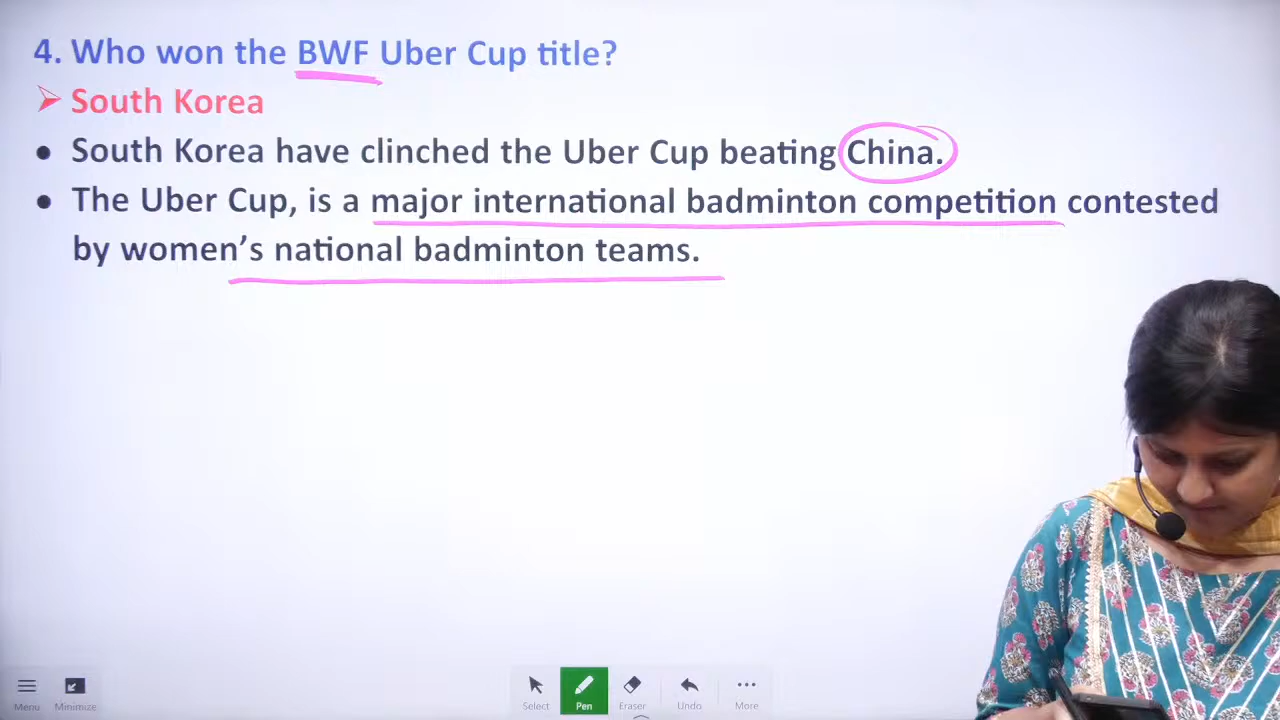 4. Who won the BWF Uber Cup title?
➢ South Korea
• South Korea have clinched the Uber Cup beating China.
• The Uber Cup, is a major international badminton competition contested
by women’s national badminton teams.
Menu Minimize Select Pen Eraser Undo More